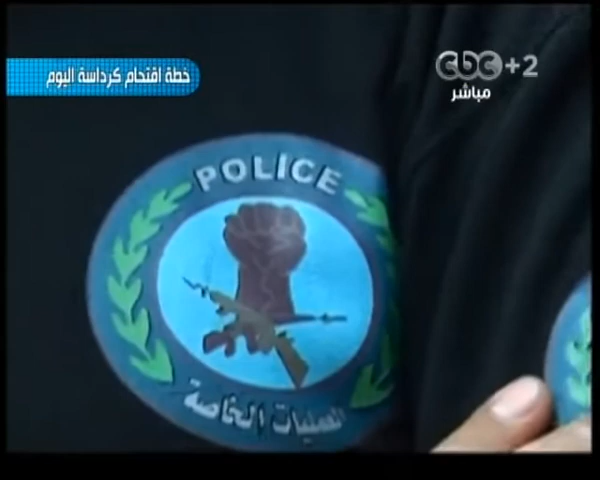 خطة اقتحام كرداسة اليوم
cbc +2
مباشر
POLICE
العمليات الخاصة